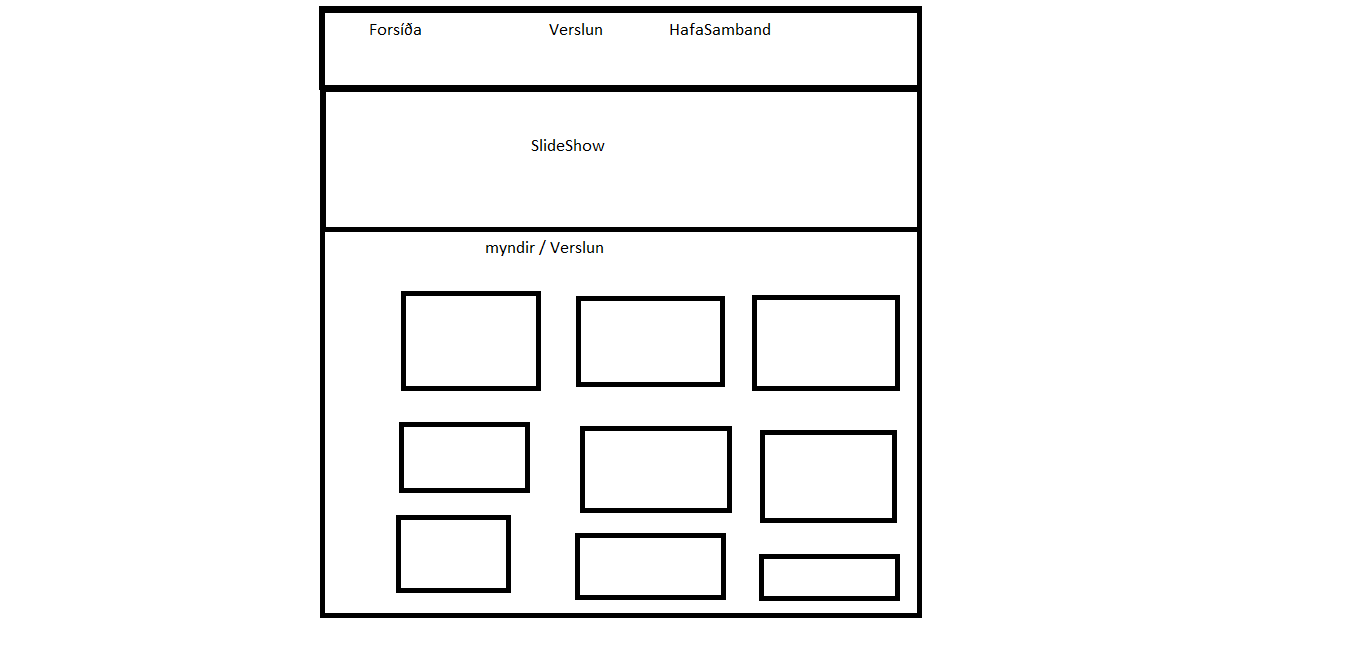 Forsíða Verslun HafaSamband
SlideShow
myndir / Verslun